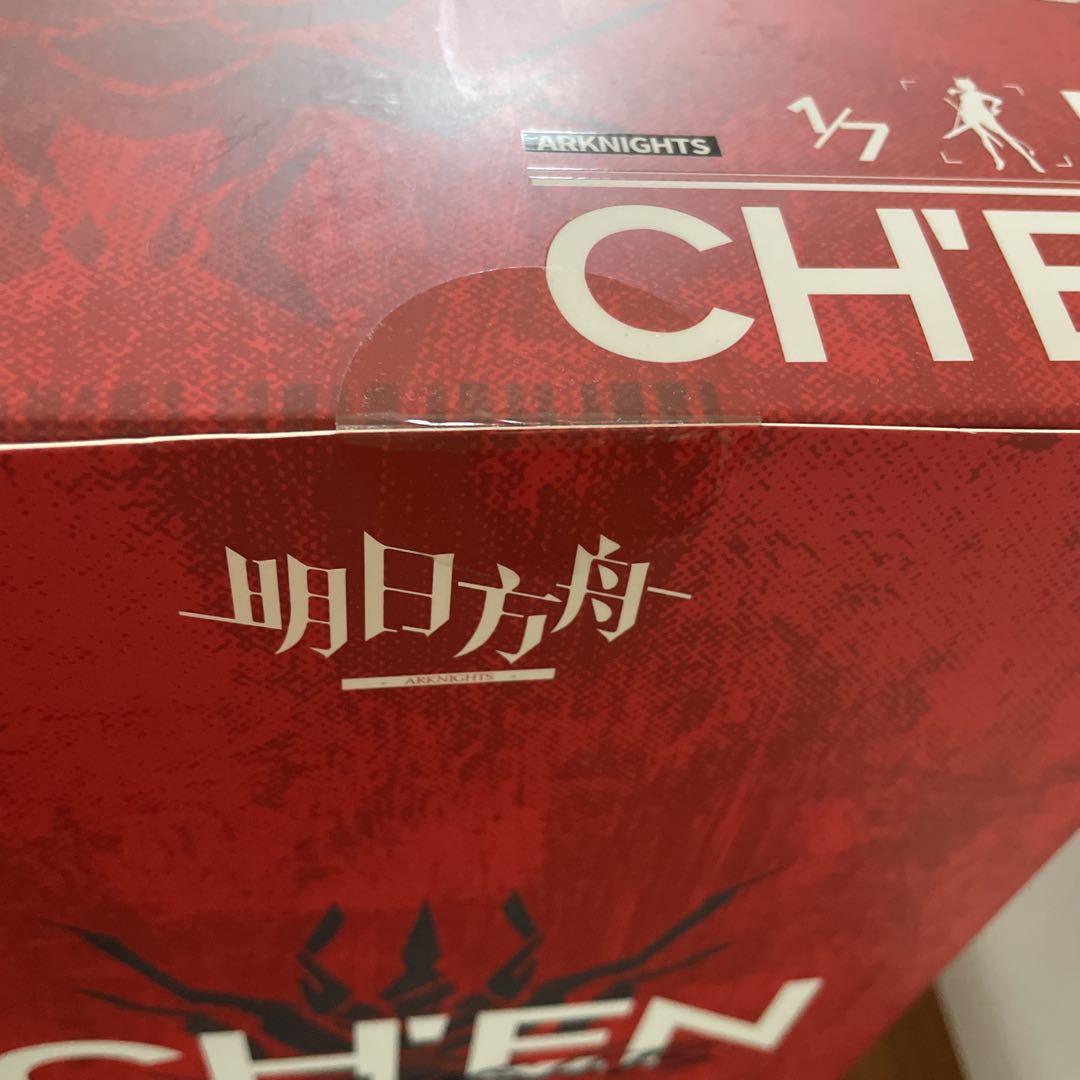 1/7
ARKNIGHTS
CH'E
明日方舟
- ARKNIGHTS -
CH'EN